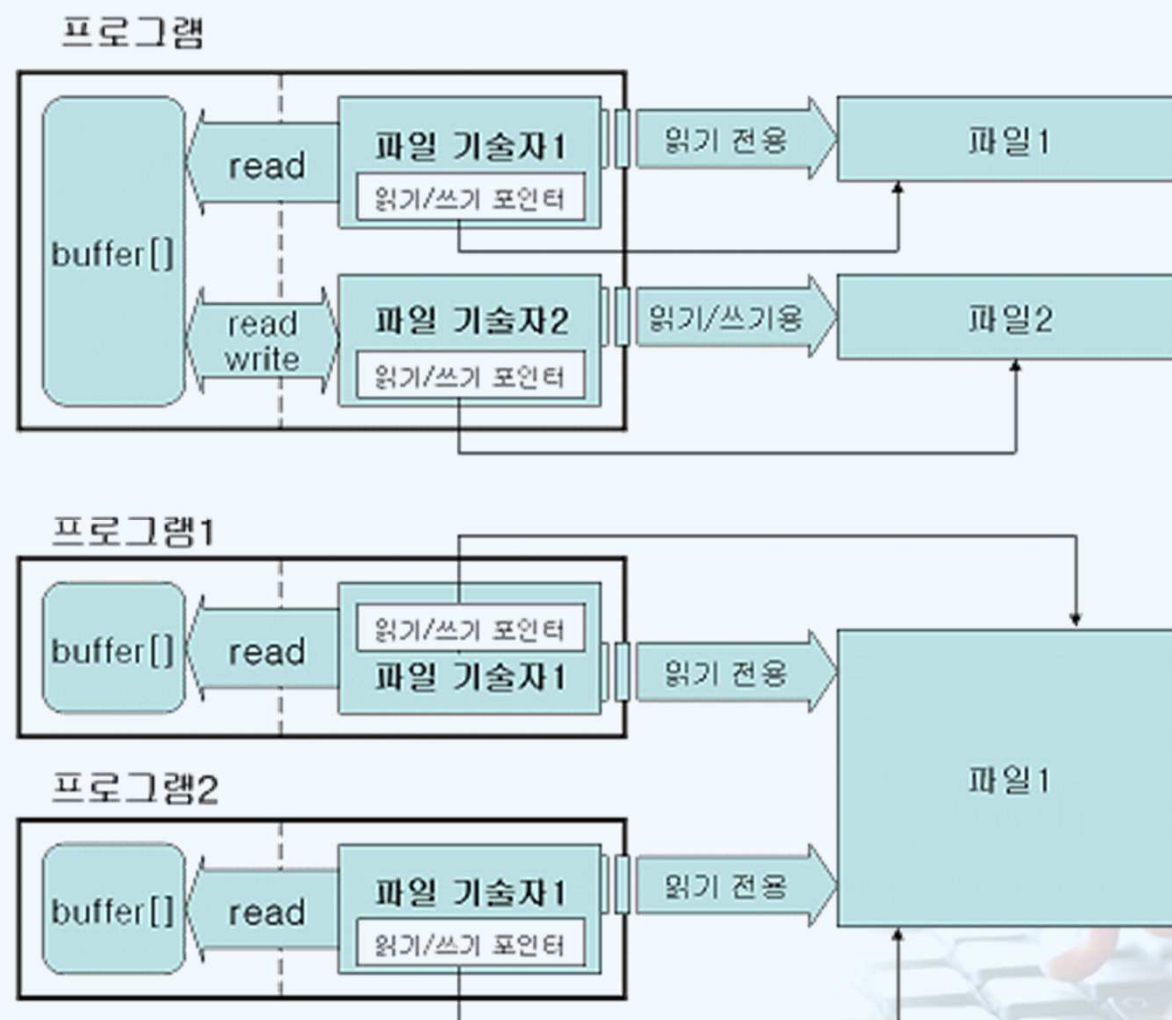 프로그램
buffer[]
read
파일 기술자1
읽기/쓰기 포인터
읽기 전용
파일1
read
write
파일 기술자2
읽기/쓰기 포인터
읽기/쓰기용
파일2
프로그램1
buffer[]
read
읽기/쓰기 포인터
파일 기술자1
읽기 전용
파일1
프로그램2
buffer[]
read
파일 기술자1
읽기/쓰기 포인터
읽기 전용